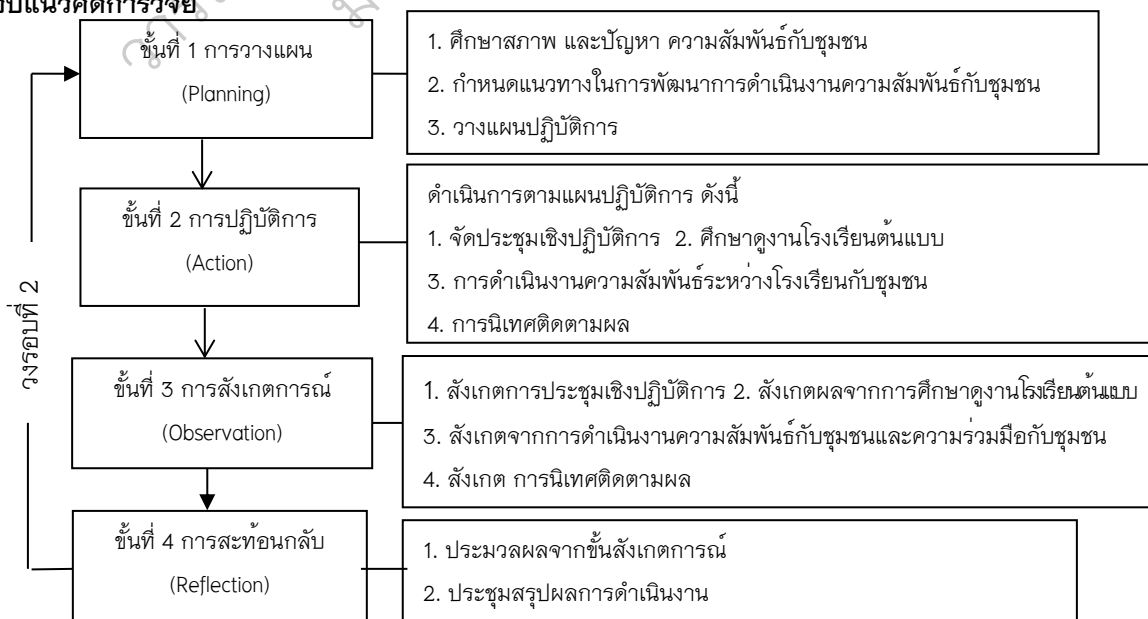 ขั้นที่ 1 การวางแผน
(Planning)
1. ศึกษาสภาพ และปัญหา ความสัมพันธ์กับชุมชน
2. กำหนดแนวทางในการพัฒนาการดำเนินงานความสัมพันธ์กับชุมชน
3. วางแผนปฏิบัติการ
ขั้นที่ 2 การปฏิบัติการ
(Action)
ดำเนินการตามแผนปฏิบัติการ ดังนี้
1. จัดประชุมเชิงปฏิบัติการ 2. ศึกษาดูงานโรงเรียนต้นแบบ
3. การดำเนินงานความสัมพันธ์ระหว่างโรงเรียนกับชุมชน
4. การนิเทศติดตามผล
วงรอบที่ 2
ขั้นที่ 3 การสังเกตการณ์
(Observation)
1. สังเกตการประชุมเชิงปฏิบัติการ 2. สังเกตผลจากการศึกษาดูงานโรงเรียนต้นแบบ
3. สังเกตจากการดำเนินงานความสัมพันธ์กับชุมชนและความร่วมมือกับชุมชน
4. สังเกต การนิเทศติดตามผล
ขั้นที่ 4 การสะท้อนกลับ
(Reflection)
1. ประมวลผลจากขั้นสังเกตการณ์
2. ประชุมสรุปผลการดำเนินงาน